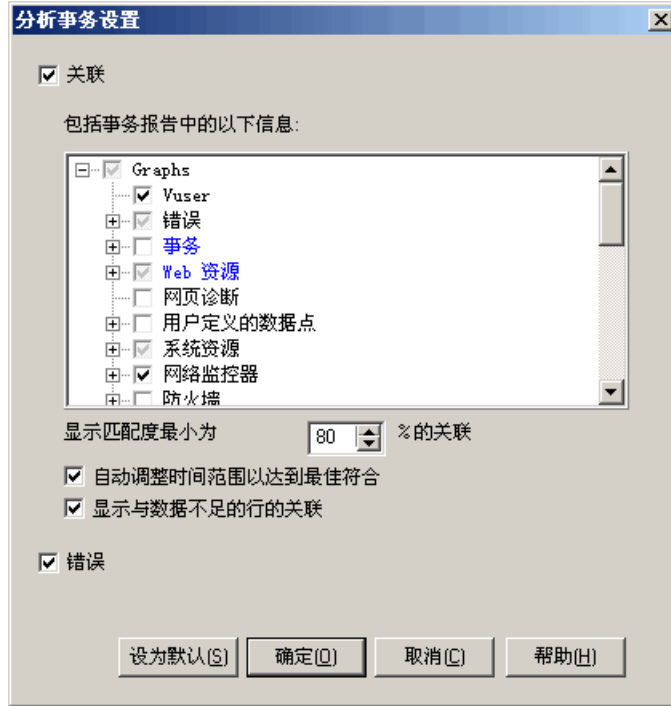 分析事务设置
关联
包括事务报告中的以下信息:
Graphs
Vuser
错误
事务
Web 资源
网页诊断
用户定义的数据点
系统资源
网络监控器
防火墙
显示匹配度最小为 80 %的关联
自动调整时间范围以达到最佳符合
显示与数据不足的行的关联
错误
设为默认(S) 确定(O) 取消(C) 帮助(H)